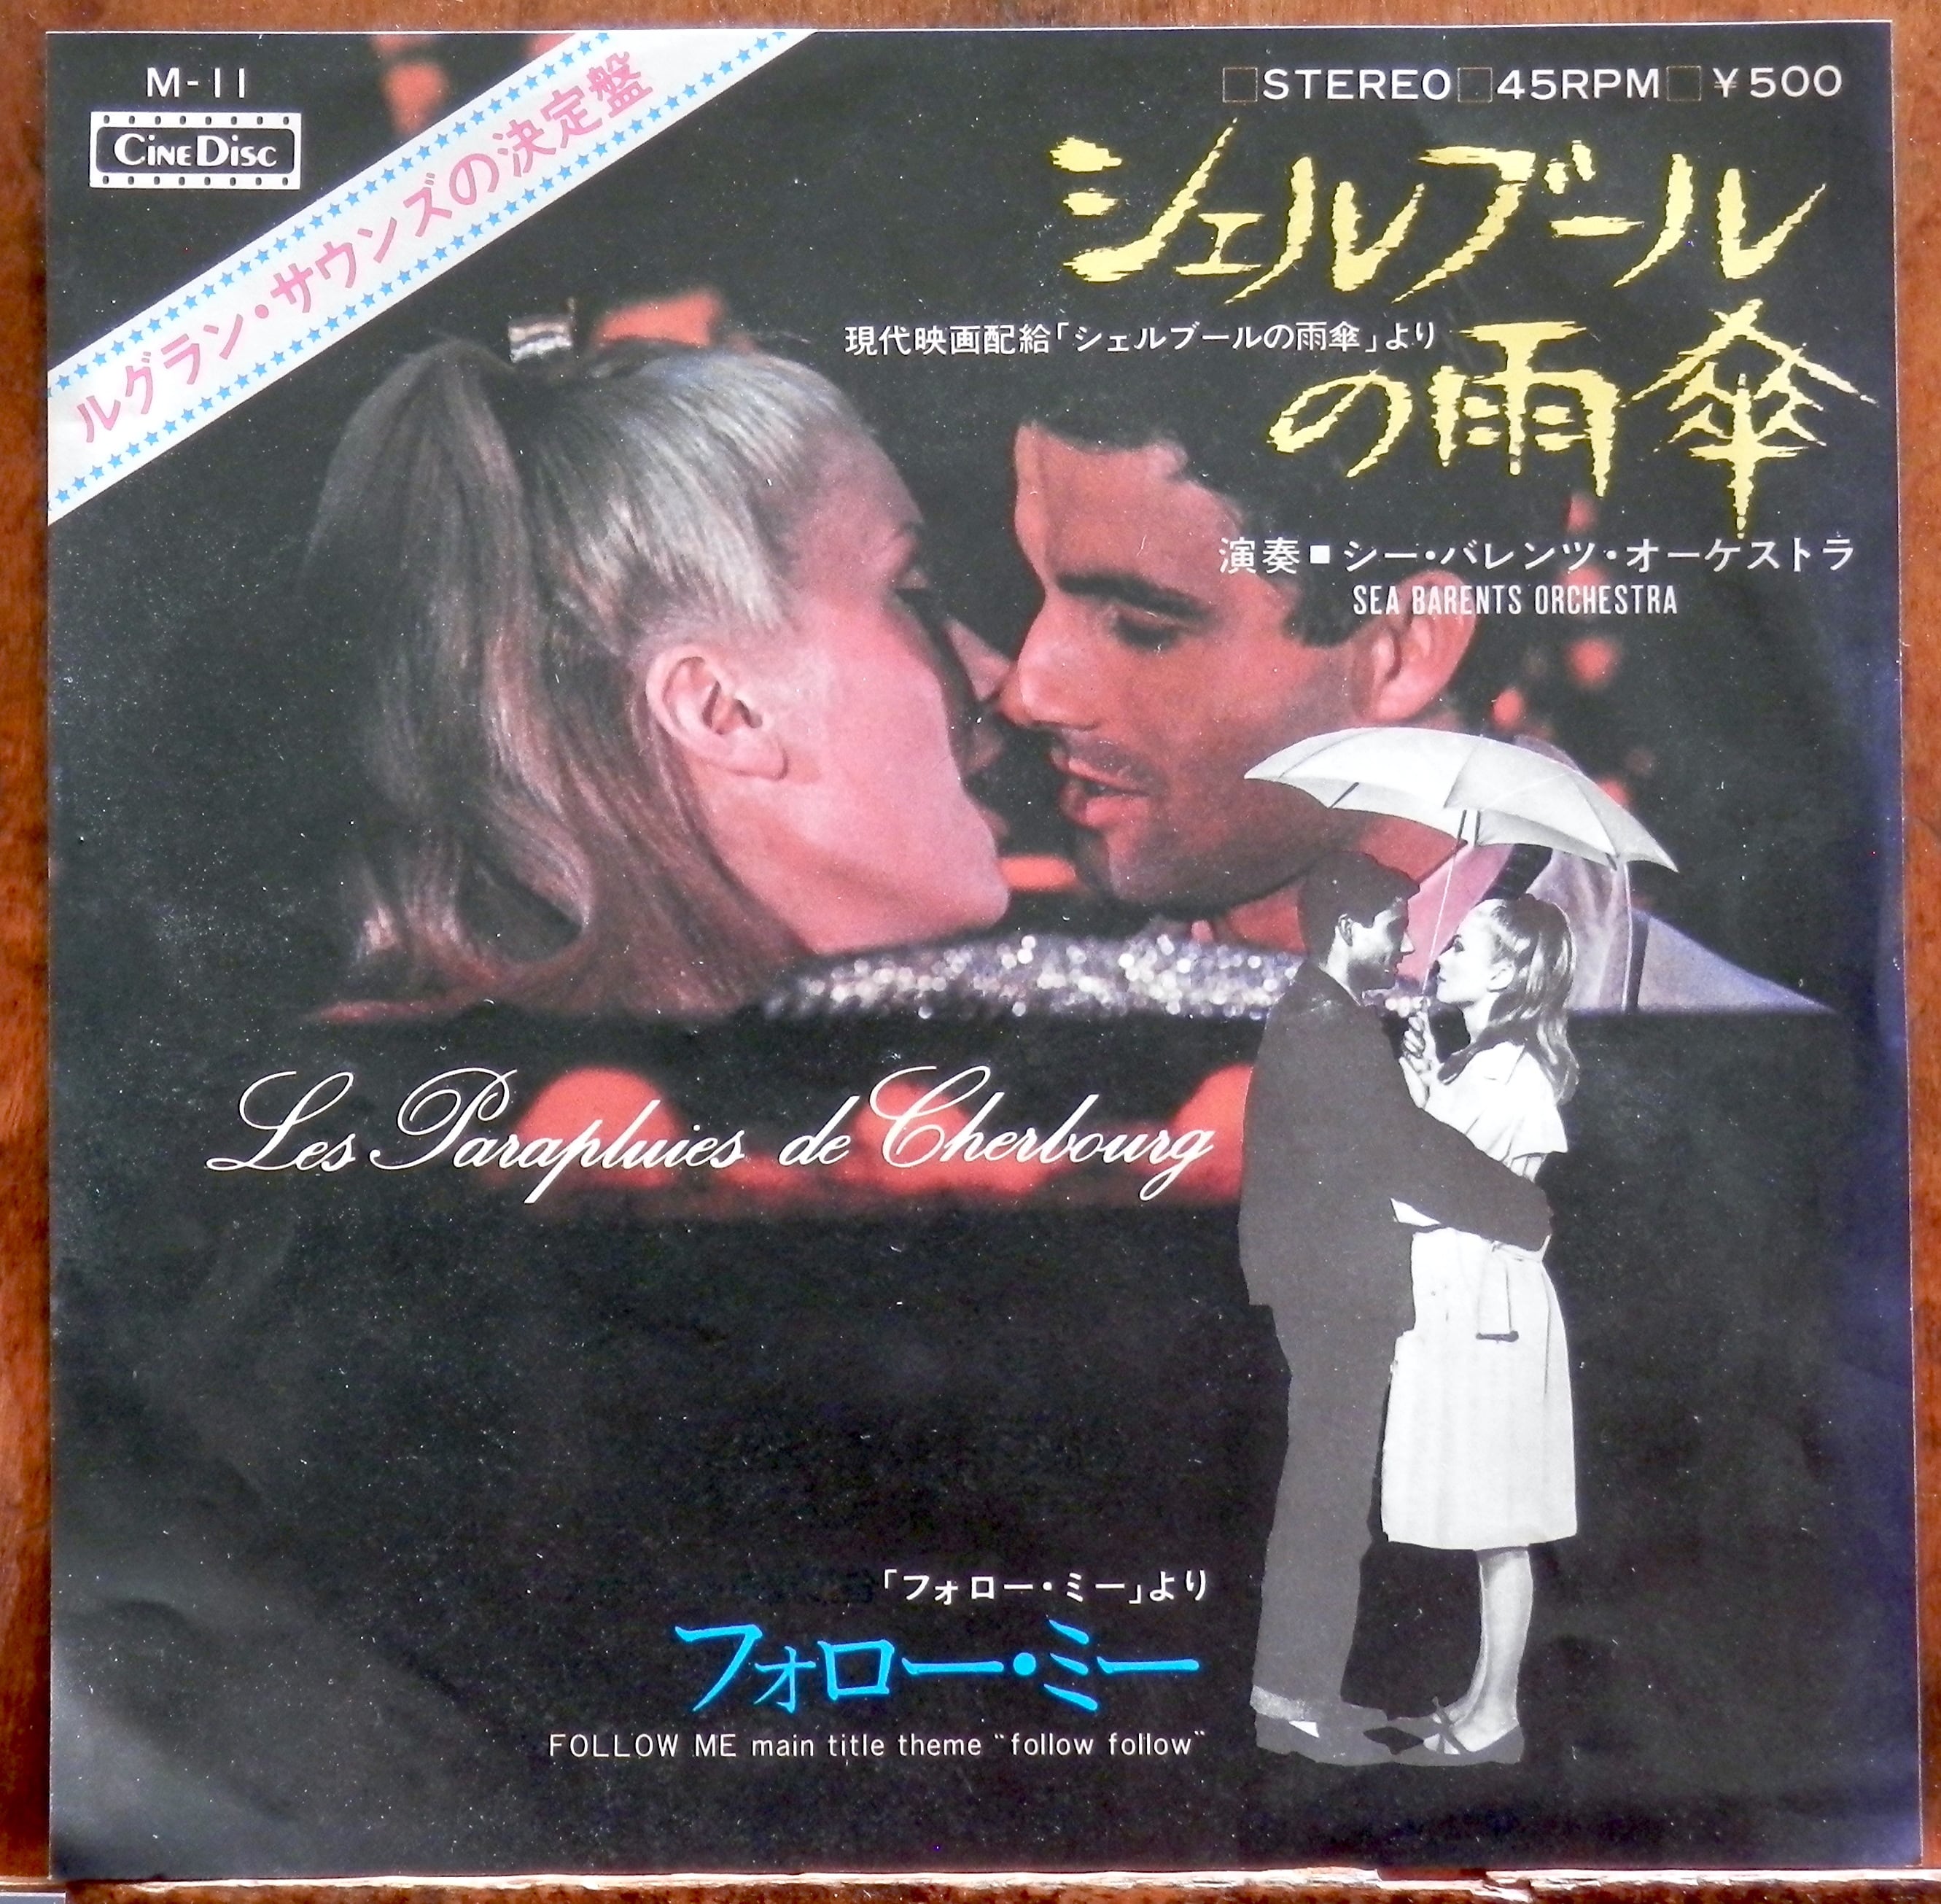 M-11
CINEDISC
ルグラン・サウンズの決定盤
□STEREO□45RPM□¥500
シェルブール
現代映画配給「シェルブールの雨傘」より
の雨傘
演奏■シー・バレンツ・オーケストラ
SEA BARENTS ORCHESTRA
Les Parapluies de Cherbourg
「フォロー・ミー」より
フォロー・ミー
FOLLOW ME main title theme "follow follow"